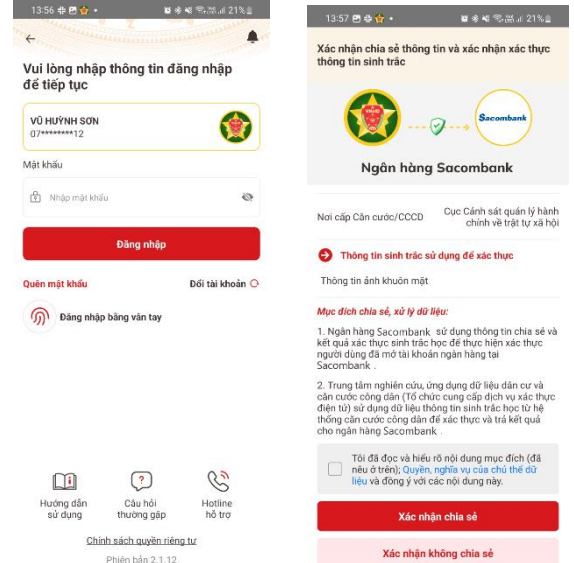 13:56
21%
Vui lòng nhập thông tin đăng nhập
để tiếp tục
VŨ HUỲNH SƠN
07********12
Mật khẩu
Nhập mật khẩu
Đăng nhập
Quên mật khẩu
Đổi tài khoản
Đăng nhập bằng vân tay
Hướng dẫn
sử dụng
Câu hỏi
thường gặp
Hotline
hỗ trợ
Chính sách quyền riêng tư
Phiên bản 2.1.12
13:57
21%
Xác nhận chia sẻ thông tin và xác nhận xác thực
thông tin sinh trắc
Sacombank
Ngân hàng Sacombank
Nơi cấp Căn cước/CCCD
Cục Cảnh sát quản lý hành
chính về trật tự xã hội
Thông tin sinh trắc sử dụng để xác thực
Thông tin ảnh khuôn mặt
Mục đích chia sẻ, xử lý dữ liệu:
1. Ngân hàng Sacombank sử dụng thông tin chia sẻ và
kết quả xác thực sinh trắc học để thực hiện xác thực
người dùng đã mở tài khoản ngân hàng tại
Sacombank .
2. Trung tâm nghiên cứu, ứng dụng dữ liệu dân cư và
căn cước công dân (Tổ chức cung cấp dịch vụ xác thực
điện tử) sử dụng dữ liệu thông tin sinh trắc học từ hệ
thống căn cước công dân để xác thực và trả kết quả
cho ngân hàng Sacombank .
Tôi đã đọc và hiểu rõ nội dung mục đích (đã
nêu ở trên); Quyền, nghĩa vụ của chủ thể dữ
liệu và đồng ý với các nội dung này.
Xác nhận chia sẻ
Xác nhận không chia sẻ